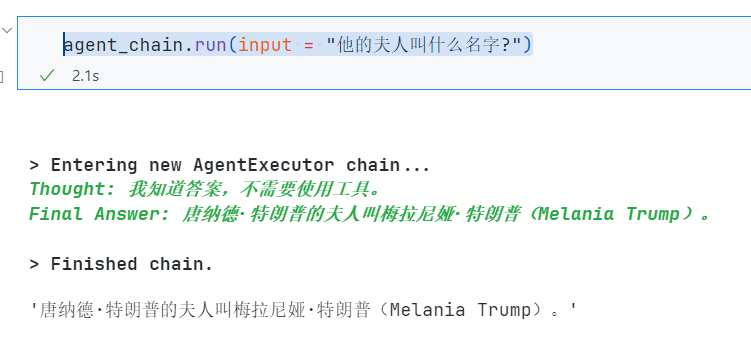 agent_chain.run(input = "他的夫人叫什么名字?")
2.1s
> Entering new AgentExecutor chain...
Thought: 我知道答案，不需要使用工具。
Final Answer: 唐纳德·特朗普的夫人叫梅拉尼娅·特朗普（Melania Trump）。
> Finished chain.
'唐纳德·特朗普的夫人叫梅拉尼娅·特朗普（Melania Trump）。'